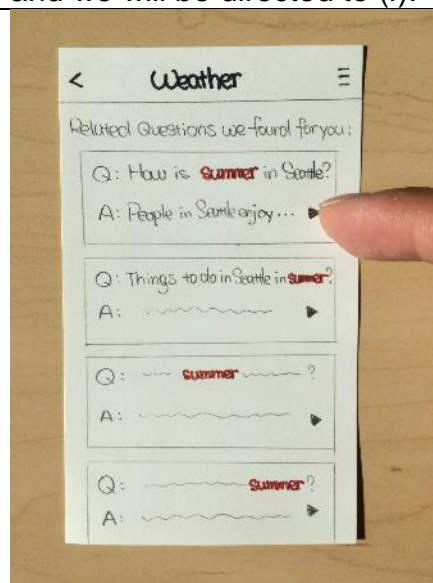 and we will be directed to (i).
< Weather
Related Questions we found for you:
Q: How is summer in Seattle?
A: People in Seattle enjoy...
Q: Things to do in Seattle in summer?
A:
Q: summer ?
A:
Q: summer?
A: